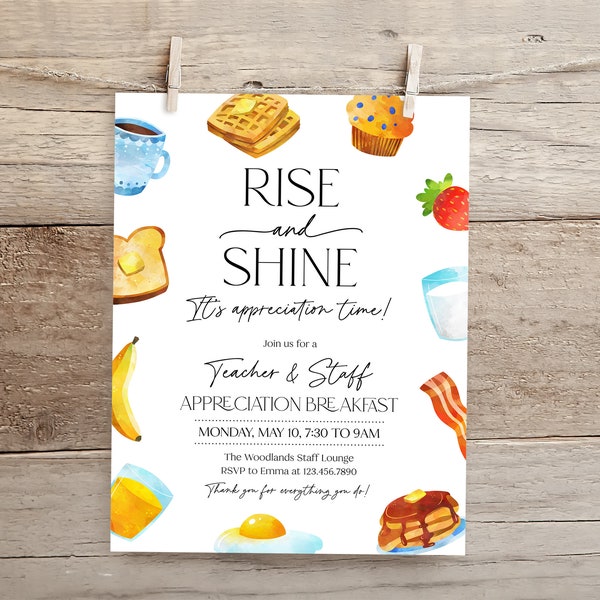 RISE
and
SHINE
It's appreciation time!
Join us for a
Teacher & Staff
APPRECIATION BREAKFAST
MONDAY, MAY 10, 7:30 TO 9AM
The Woodlands Staff Lounge
RSVP to Emma at 123.456.7890
Thank you for everything you do!